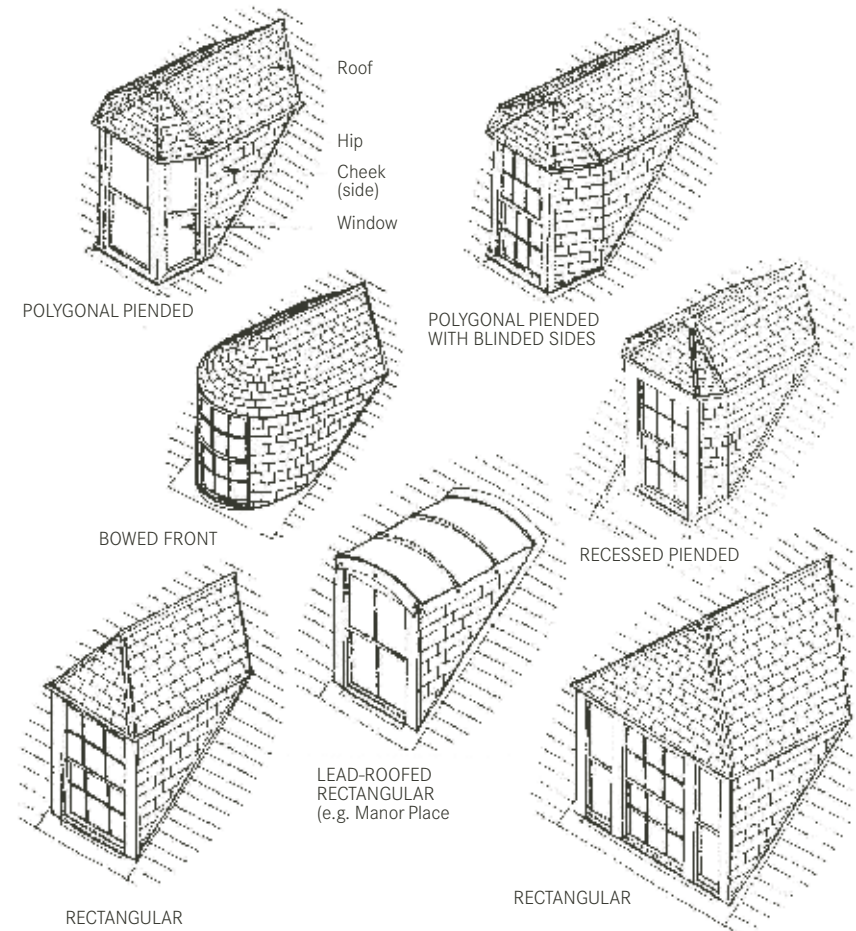 Roof
Hip
Cheek
(side)
Window
POLYGONAL PIENDED
POLYGONAL PIENDED
WITH BLINDED SIDES
BOWED FRONT
RECESSED PIENDED
LEAD-ROOFED
RECTANGULAR
(e.g. Manor Place
RECTANGULAR
RECTANGULAR